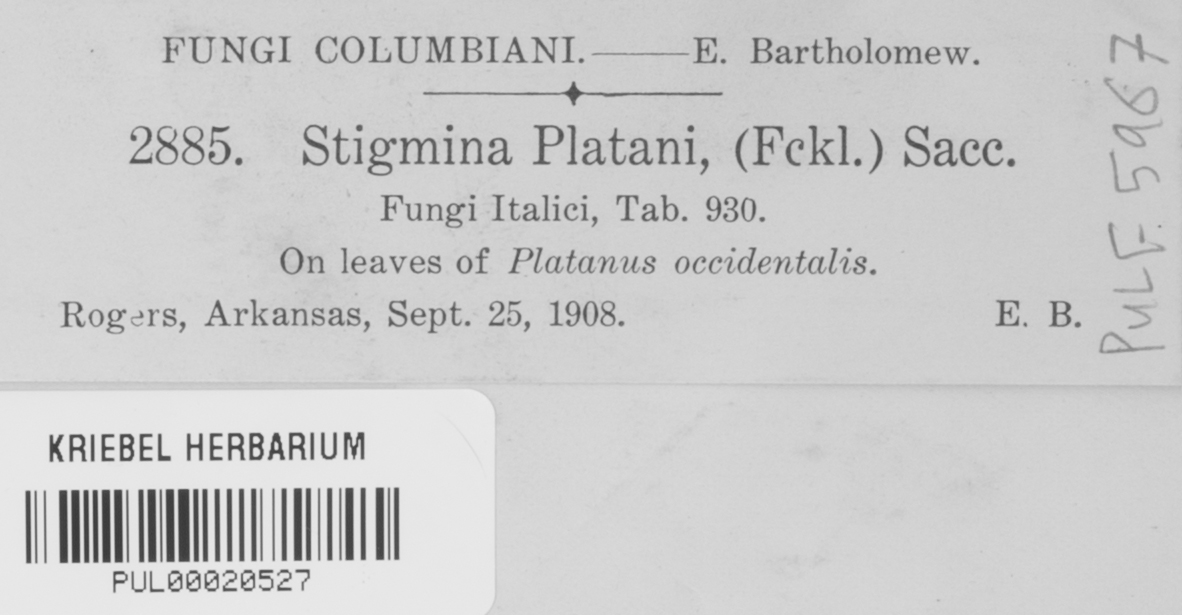 FUNGI COLUMBIANI.——E. Bartholomew.
2885. Stigmina Platani, (Fckl.) Sacc.
Fungi Italici, Tab. 930.
On leaves of Platanus occidentalis.
Rogers, Arkansas, Sept. 25, 1908. E. B.
PULF 5967
KRIEBEL HERBARIUM
PUL00020527